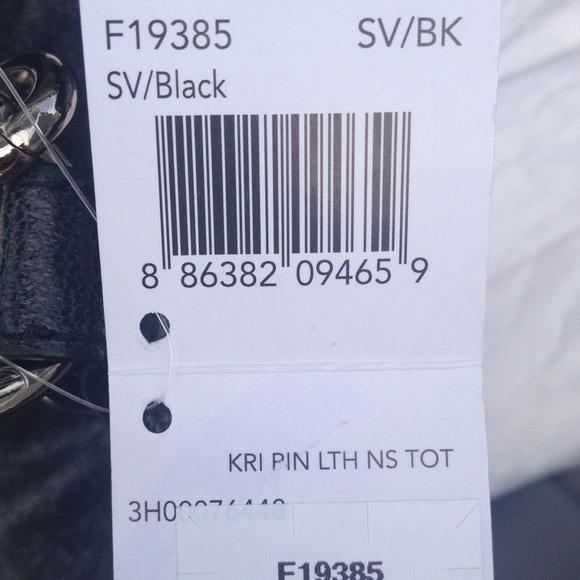 F19385 SV/BK
SV/Black
8 86382 09465 9
KRI PIN LTH NS TOT
F19385